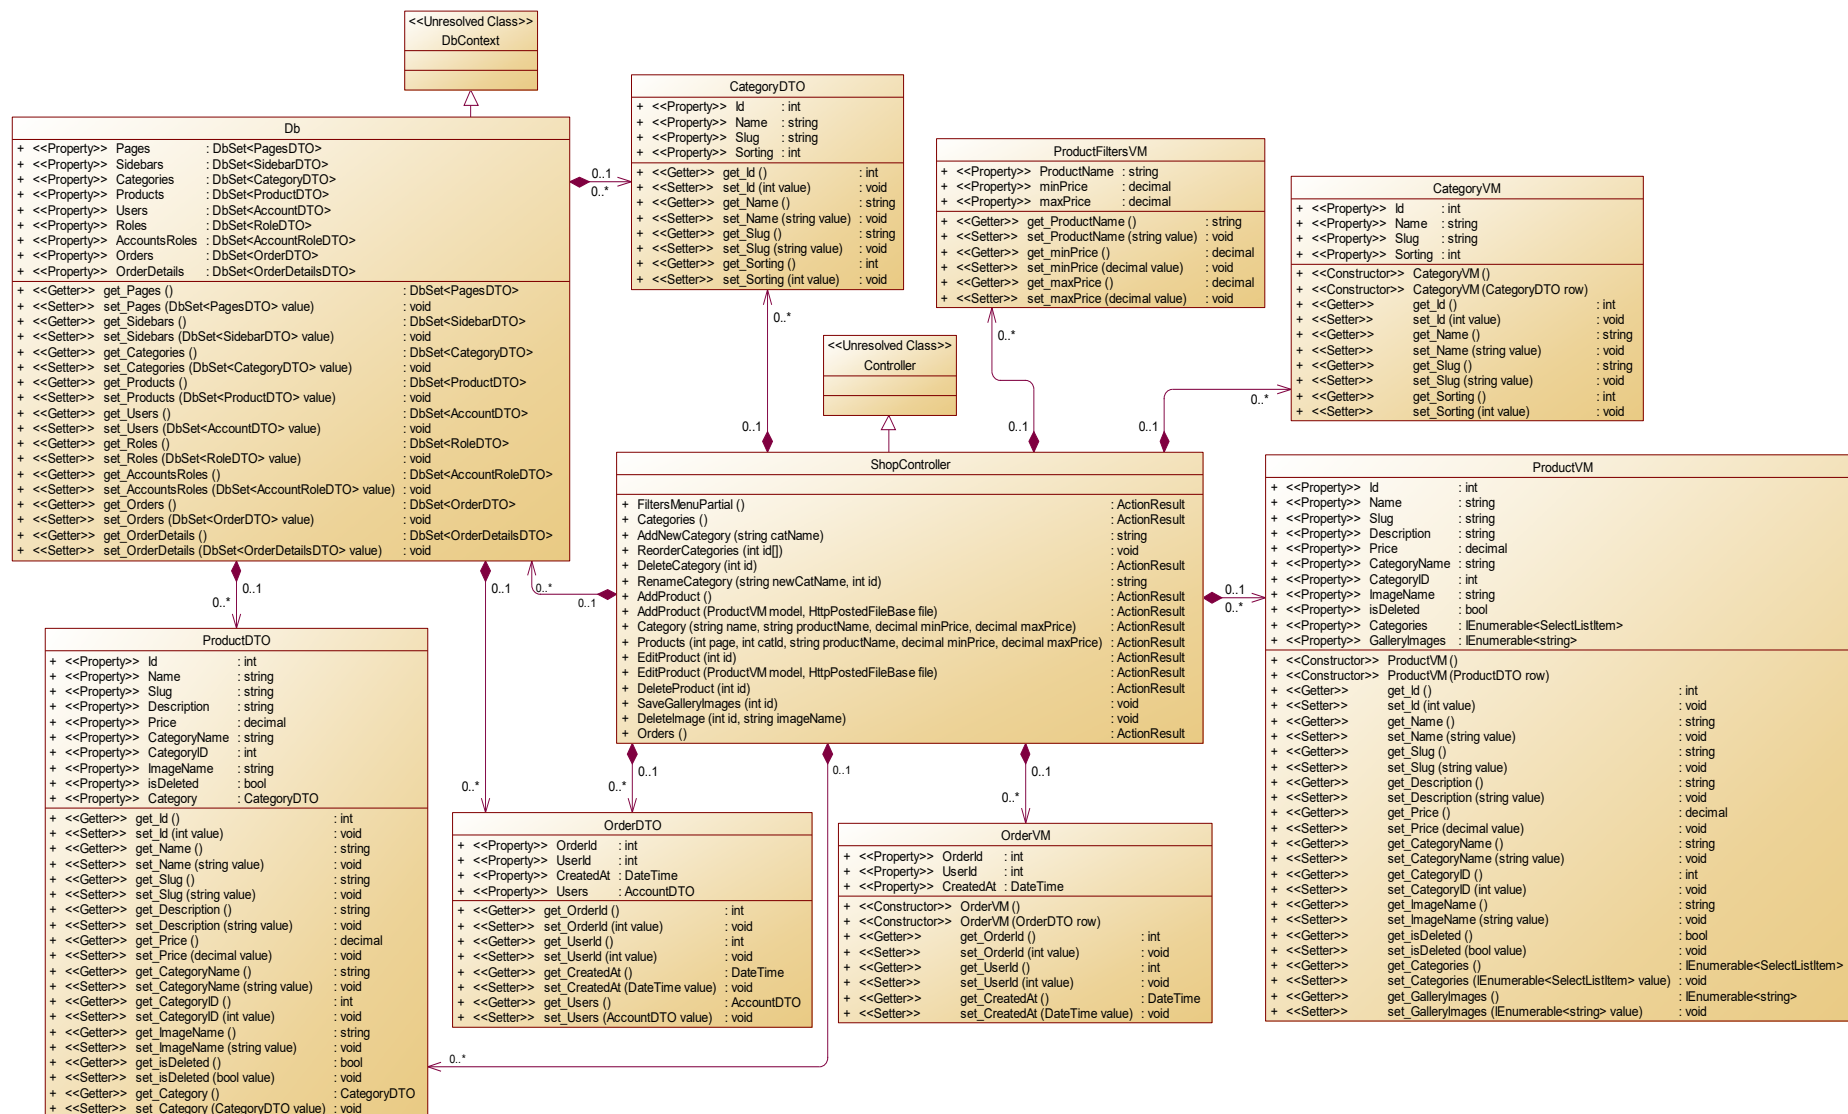 <<Unresolved Class>>
DbContext
Db
+ <<Property>> Pages : DbSet<PagesDTO>
+ <<Property>> Sidebars : DbSet<SidebarDTO>
+ <<Property>> Categories : DbSet<CategoryDTO>
+ <<Property>> Products : DbSet<ProductDTO>
+ <<Property>> Users : DbSet<AccountDTO>
+ <<Property>> Roles : DbSet<RoleDTO>
+ <<Property>> AccountsRoles : DbSet<AccountRoleDTO>
+ <<Property>> Orders : DbSet<OrderDTO>
+ <<Property>> OrderDetails : DbSet<OrderDetailsDTO>
+ <<Getter>> get_Pages () : DbSet<PagesDTO>
+ <<Setter>> set_Pages (DbSet<PagesDTO> value) : void
+ <<Getter>> get_Sidebars () : DbSet<SidebarDTO>
+ <<Setter>> set_Sidebars (DbSet<SidebarDTO> value) : void
+ <<Getter>> get_Categories () : DbSet<CategoryDTO>
+ <<Setter>> set_Categories (DbSet<CategoryDTO> value) : void
+ <<Getter>> get_Products () : DbSet<ProductDTO>
+ <<Setter>> set_Products (DbSet<ProductDTO> value) : void
+ <<Getter>> get_Users () : DbSet<AccountDTO>
+ <<Setter>> set_Users (DbSet<AccountDTO> value) : void
+ <<Getter>> get_Roles () : DbSet<RoleDTO>
+ <<Setter>> set_Roles (DbSet<RoleDTO> value) : void
+ <<Getter>> get_AccountsRoles () : DbSet<AccountRoleDTO>
+ <<Setter>> set_AccountsRoles (DbSet<AccountRoleDTO> value) : void
+ <<Getter>> get_Orders () : DbSet<OrderDTO>
+ <<Setter>> set_Orders (DbSet<OrderDTO> value) : void
+ <<Getter>> get_OrderDetails () : DbSet<OrderDetailsDTO>
+ <<Setter>> set_OrderDetails (DbSet<OrderDetailsDTO> value) : void
0..1
0..*
CategoryDTO
+ <<Property>> Id : int
+ <<Property>> Name : string
+ <<Property>> Slug : string
+ <<Property>> Sorting : int
+ <<Getter>> get_Id () : int
+ <<Setter>> set_Id (int value) : void
+ <<Getter>> get_Name () : string
+ <<Setter>> set_Name (string value) : void
+ <<Getter>> get_Slug () : string
+ <<Setter>> set_Slug (string value) : void
+ <<Getter>> get_Sorting () : int
+ <<Setter>> set_Sorting (int value) : void
0..*
0..1
ProductFiltersVM
+ <<Property>> ProductName : string
+ <<Property>> minPrice : decimal
+ <<Property>> maxPrice : decimal
+ <<Getter>> get_ProductName () : string
+ <<Setter>> set_ProductName (string value) : void
+ <<Getter>> get_minPrice () : decimal
+ <<Setter>> set_minPrice (decimal value) : void
+ <<Getter>> get_maxPrice () : decimal
+ <<Setter>> set_maxPrice (decimal value) : void
0..*
0..1
CategoryVM
+ <<Property>> Id : int
+ <<Property>> Name : string
+ <<Property>> Slug : string
+ <<Property>> Sorting : int
+ <<Constructor>> CategoryVM ()
+ <<Constructor>> CategoryVM (CategoryDTO row)
+ <<Getter>> get_Id () : int
+ <<Setter>> set_Id (int value) : void
+ <<Getter>> get_Name () : string
+ <<Setter>> set_Name (string value) : void
+ <<Getter>> get_Slug () : string
+ <<Setter>> set_Slug (string value) : void
+ <<Getter>> get_Sorting () : int
+ <<Setter>> set_Sorting (int value) : void
0..*
0..1
<<Unresolved Class>>
Controller
ShopController
+ FiltersMenuPartial () : ActionResult
+ Categories () : ActionResult
+ AddNewCategory (string catName) : string
+ ReorderCategories (int id[]) : void
+ DeleteCategory (int id) : ActionResult
+ RenameCategory (string newCatName, int id) : string
+ AddProduct () : ActionResult
+ AddProduct (ProductVM model, HttpPostedFileBase file) : ActionResult
+ Category (string name, string productName, decimal minPrice, decimal maxPrice) : ActionResult
+ Products (int page, int catId, string productName, decimal minPrice, decimal maxPrice) : ActionResult
+ EditProduct (int id) : ActionResult
+ EditProduct (ProductVM model, HttpPostedFileBase file) : ActionResult
+ DeleteProduct (int id) : ActionResult
+ SaveGalleryImages (int id) : void
+ DeleteImage (int id, string imageName) : void
+ Orders () : ActionResult
0..1
0..*
ProductVM
+ <<Property>> Id : int
+ <<Property>> Name : string
+ <<Property>> Slug : string
+ <<Property>> Description : string
+ <<Property>> Price : decimal
+ <<Property>> CategoryName : string
+ <<Property>> CategoryID : int
+ <<Property>> ImageName : string
+ <<Property>> isDeleted : bool
+ <<Property>> Categories : IEnumerable<SelectListItem>
+ <<Property>> GalleryImages : IEnumerable<string>
+ <<Constructor>> ProductVM ()
+ <<Constructor>> ProductVM (ProductDTO row)
+ <<Getter>> get_Id () : int
+ <<Setter>> set_Id (int value) : void
+ <<Getter>> get_Name () : string
+ <<Setter>> set_Name (string value) : void
+ <<Getter>> get_Slug () : string
+ <<Setter>> set_Slug (string value) : void
+ <<Getter>> get_Description () : string
+ <<Setter>> set_Description (string value) : void
+ <<Getter>> get_Price () : decimal
+ <<Setter>> set_Price (decimal value) : void
+ <<Getter>> get_CategoryName () : string
+ <<Setter>> set_CategoryName (string value) : void
+ <<Getter>> get_CategoryID () : int
+ <<Setter>> set_CategoryID (int value) : void
+ <<Getter>> get_ImageName () : string
+ <<Setter>> set_ImageName (string value) : void
+ <<Getter>> get_isDeleted () : bool
+ <<Setter>> set_isDeleted (bool value) : void
+ <<Getter>> get_Categories () : IEnumerable<SelectListItem>
+ <<Setter>> set_Categories (IEnumerable<SelectListItem> value) : void
+ <<Getter>> get_GalleryImages () : IEnumerable<string>
+ <<Setter>> set_GalleryImages (IEnumerable<string> value) : void
0..1
0..*
0..1
0..*
0..*
0..1
ProductDTO
+ <<Property>> Id : int
+ <<Property>> Name : string
+ <<Property>> Slug : string
+ <<Property>> Description : string
+ <<Property>> Price : decimal
+ <<Property>> CategoryName : string
+ <<Property>> CategoryID : int
+ <<Property>> ImageName : string
+ <<Property>> isDeleted : bool
+ <<Property>> Category : CategoryDTO
+ <<Getter>> get_Id () : int
+ <<Setter>> set_Id (int value) : void
+ <<Getter>> get_Name () : string
+ <<Setter>> set_Name (string value) : void
+ <<Getter>> get_Slug () : string
+ <<Setter>> set_Slug (string value) : void
+ <<Getter>> get_Description () : string
+ <<Setter>> set_Description (string value) : void
+ <<Getter>> get_Price () : decimal
+ <<Setter>> set_Price (decimal value) : void
+ <<Getter>> get_CategoryName () : string
+ <<Setter>> set_CategoryName (string value) : void
+ <<Getter>> get_CategoryID () : int
+ <<Setter>> set_CategoryID (int value) : void
+ <<Getter>> get_ImageName () : string
+ <<Setter>> set_ImageName (string value) : void
+ <<Getter>> get_isDeleted () : bool
+ <<Setter>> set_isDeleted (bool value) : void
+ <<Getter>> get_Category () : CategoryDTO
+ <<Setter>> set_Category (CategoryDTO value) : void
0..1
0..*
0..1
0..*
OrderDTO
+ <<Property>> OrderId : int
+ <<Property>> UserId : int
+ <<Property>> CreatedAt : DateTime
+ <<Property>> Users : AccountDTO
+ <<Getter>> get_OrderId () : int
+ <<Setter>> set_OrderId (int value) : void
+ <<Getter>> get_UserId () : int
+ <<Setter>> set_UserId (int value) : void
+ <<Getter>> get_CreatedAt () : DateTime
+ <<Setter>> set_CreatedAt (DateTime value) : void
+ <<Getter>> get_Users () : AccountDTO
+ <<Setter>> set_Users (AccountDTO value) : void
0..1
0..*
0..1
0..*
OrderVM
+ <<Property>> OrderId : int
+ <<Property>> UserId : int
+ <<Property>> CreatedAt : DateTime
+ <<Constructor>> OrderVM ()
+ <<Constructor>> OrderVM (OrderDTO row)
+ <<Getter>> get_OrderId () : int
+ <<Setter>> set_OrderId (int value) : void
+ <<Getter>> get_UserId () : int
+ <<Setter>> set_UserId (int value) : void
+ <<Getter>> get_CreatedAt () : DateTime
+ <<Setter>> set_CreatedAt (DateTime value) : void